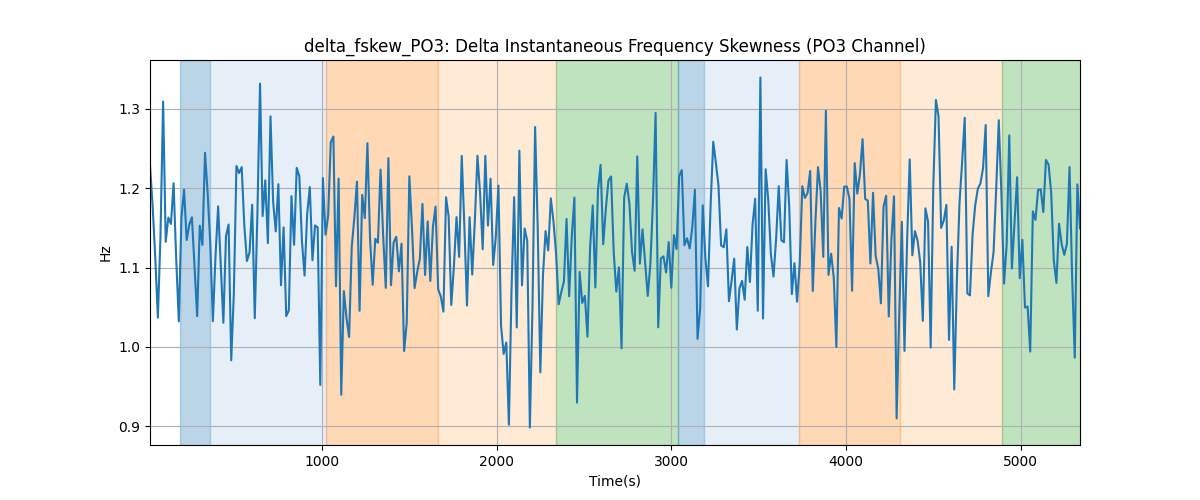 delta_fskew_PO3: Delta Instantaneous Frequency Skewness (PO3 Channel)
1.3
1.2
1.1
1.0
0.9
Hz
1000 2000 3000 4000 5000
Time(s)